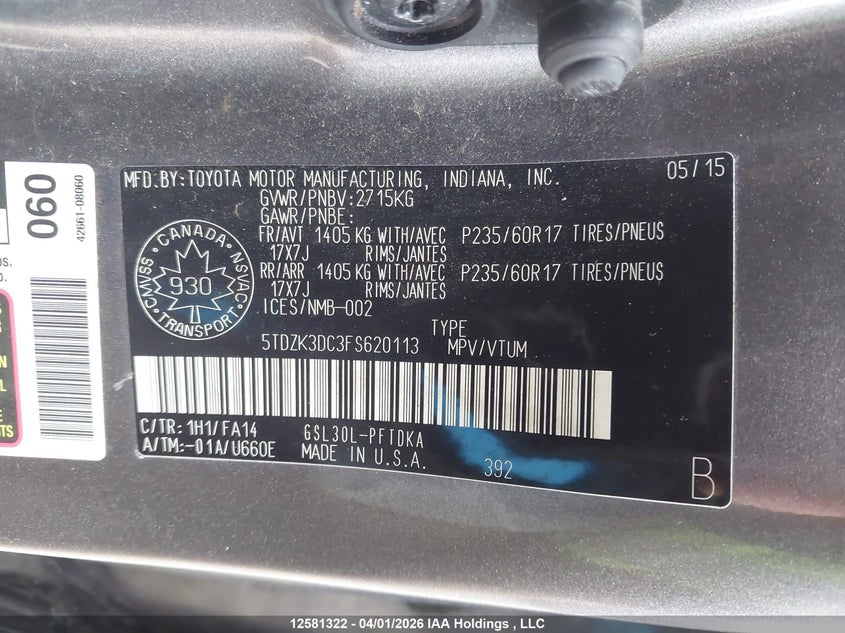 MFD.BY:TOYOTA MOTOR MANUFACTURING, INDIANA, INC. 05/15
GVWR/PNBV:2715KG
GAWR/PNBE:
FR/AVT 1405 KG WITH/AVEC P235/60R17 TIRES/PNEUS
17X7J RIMS/JANTES
RR/ARR 1405 KG WITH/AVEC P235/60R17 TIRES/PNEUS
17X7J RIMS/JANTES
ICES/NMB-002
CANADA
CMVSS 930 NSVAC
TRANSPORT
TYPE
5TDZK3DC3FS620113 MPV/VTUM
C/TR: 1H1/FA14 GSL30L-PFTDKA
A/TM:-01A/U660E MADE IN U.S.A. 392 B
060
42661-08060
12581322 - 04/01/2026 IAA Holdings , LLC